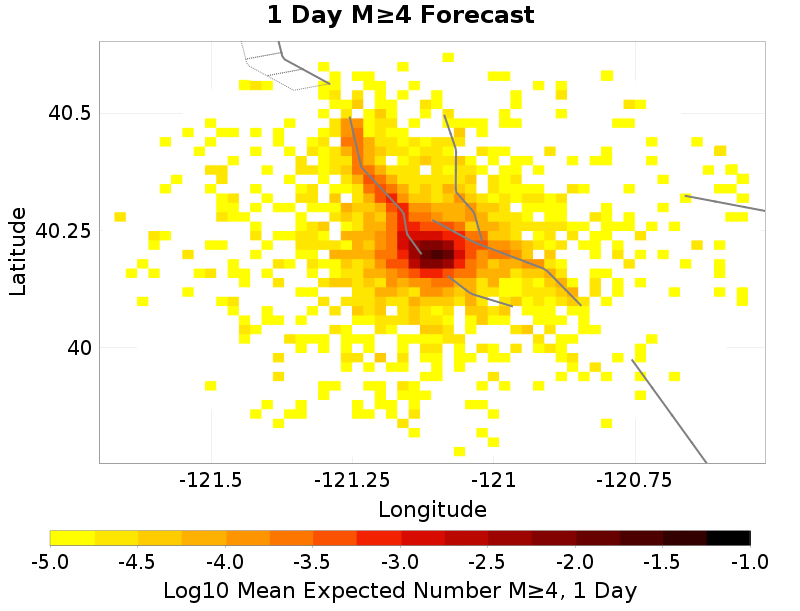 1 Day M≥4 Forecast
40.5
40.25
40
Latitude
-121.5 -121.25 -121 -120.75
Longitude
-5.0 -4.5 -4.0 -3.5 -3.0 -2.5 -2.0 -1.5 -1.0
Log10 Mean Expected Number M≥4, 1 Day